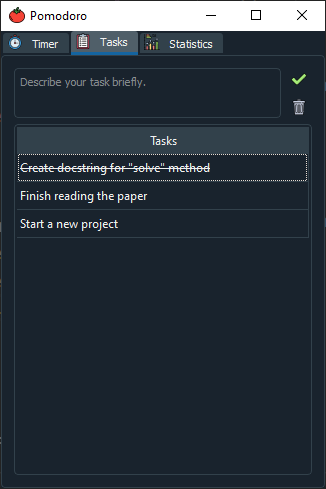 Pomodoro
Timer Tasks Statistics
Describe your task briefly.
Tasks
Create docstring for "solve" method
Finish reading the paper
Start a new project